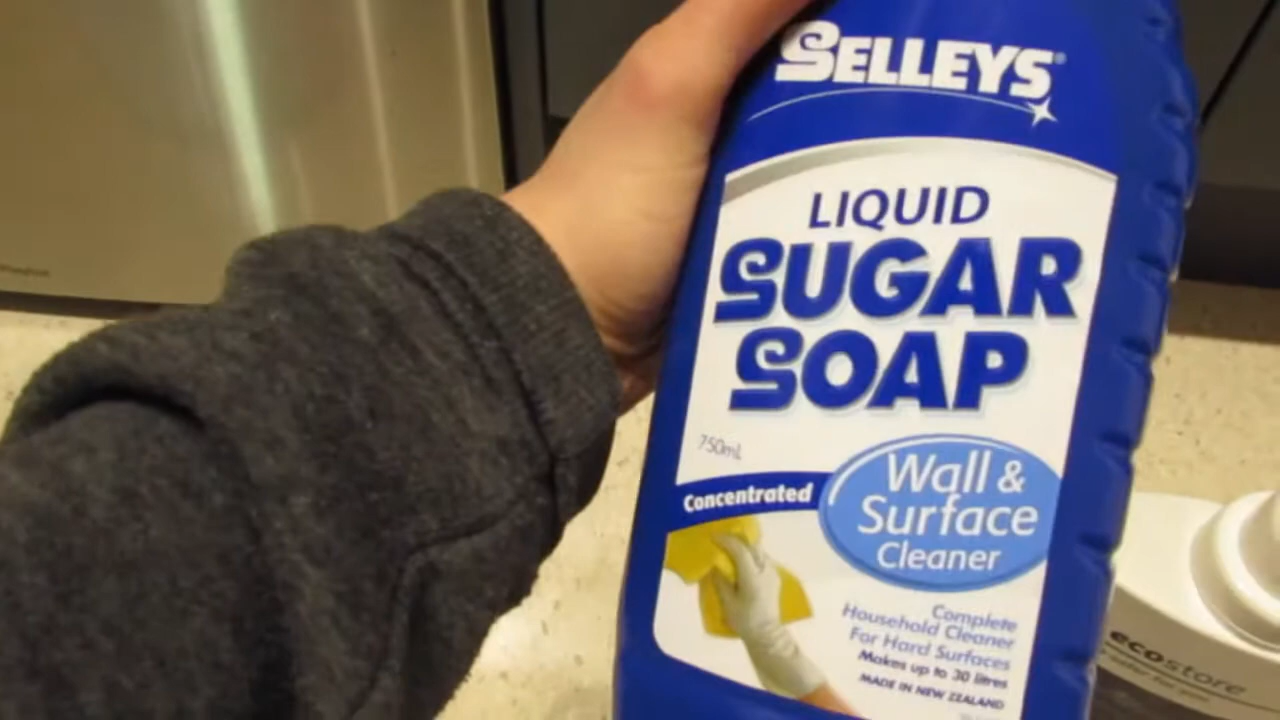 SELLEYS®
LIQUID
SUGAR
SOAP
750mL
Concentrated
Wall &
Surface
Cleaner
Complete
Household Cleaner
For Hard Surfaces
Makes up to 30 litres
MADE IN NEW ZEALAND
ecostore